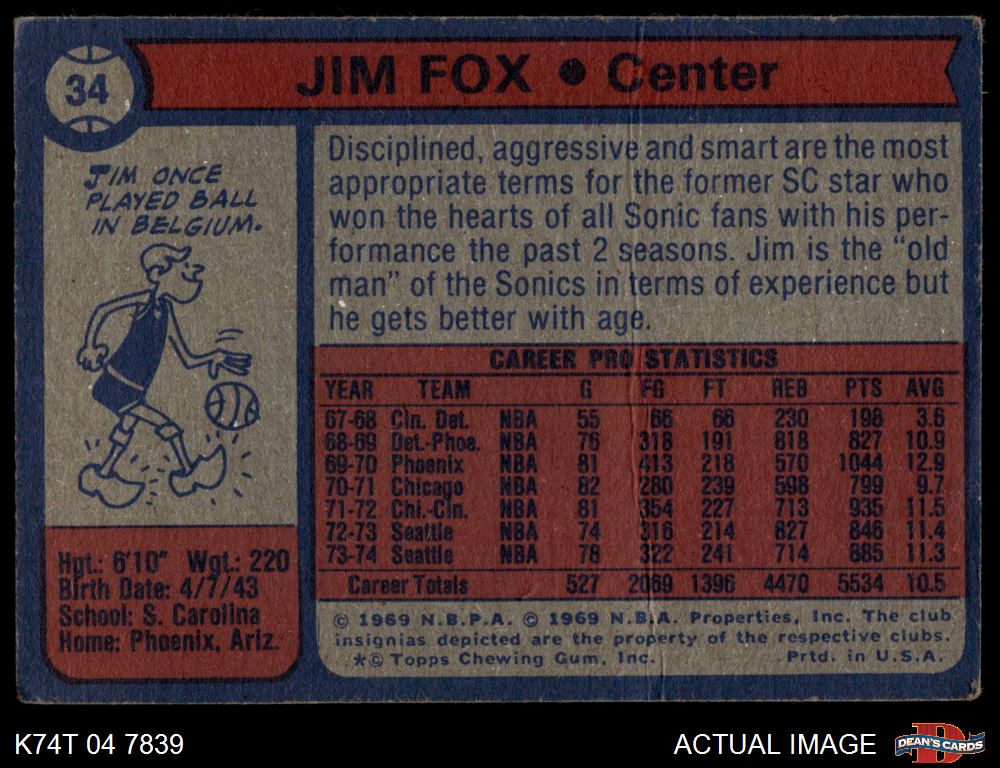 34
JIM FOX • Center
JIM ONCE
PLAYED BALL
IN BELGIUM.
Hgt.: 6'10" Wgt.: 220
Birth Date: 4/7/43
School: S. Carolina
Home: Phoenix, Ariz.
Disciplined, aggressive and smart are the most
appropriate terms for the former SC star who
won the hearts of all Sonic fans with his per-
formance the past 2 seasons. Jim is the "old
man" of the Sonics in terms of experience but
he gets better with age.
CAREER PRO STATISTICS
YEAR TEAM G FG FT REB PTS AVG
67-68 Cin. Det. NBA 55 66 66 230 198 3.6
68-69 Det.-Phoe. NBA 76 318 191 818 827 10.9
69-70 Phoenix NBA 81 413 218 570 1044 12.9
70-71 Chicago NBA 82 280 239 598 799 9.7
71-72 Chi.-Cin. NBA 81 354 227 713 935 11.5
72-73 Seattle NBA 74 316 214 827 846 11.4
73-74 Seattle NBA 78 322 241 714 885 11.3
Career Totals 527 2069 1396 4470 5534 10.5
© 1969 N.B.P.A. © 1969 N.B.A. Properties, Inc. The club
insignias depicted are the property of the respective clubs.
*© Topps Chewing Gum, Inc. Prtd. in U.S.A.
K74T 04 7839 ACTUAL IMAGE DEAN'S CARDS